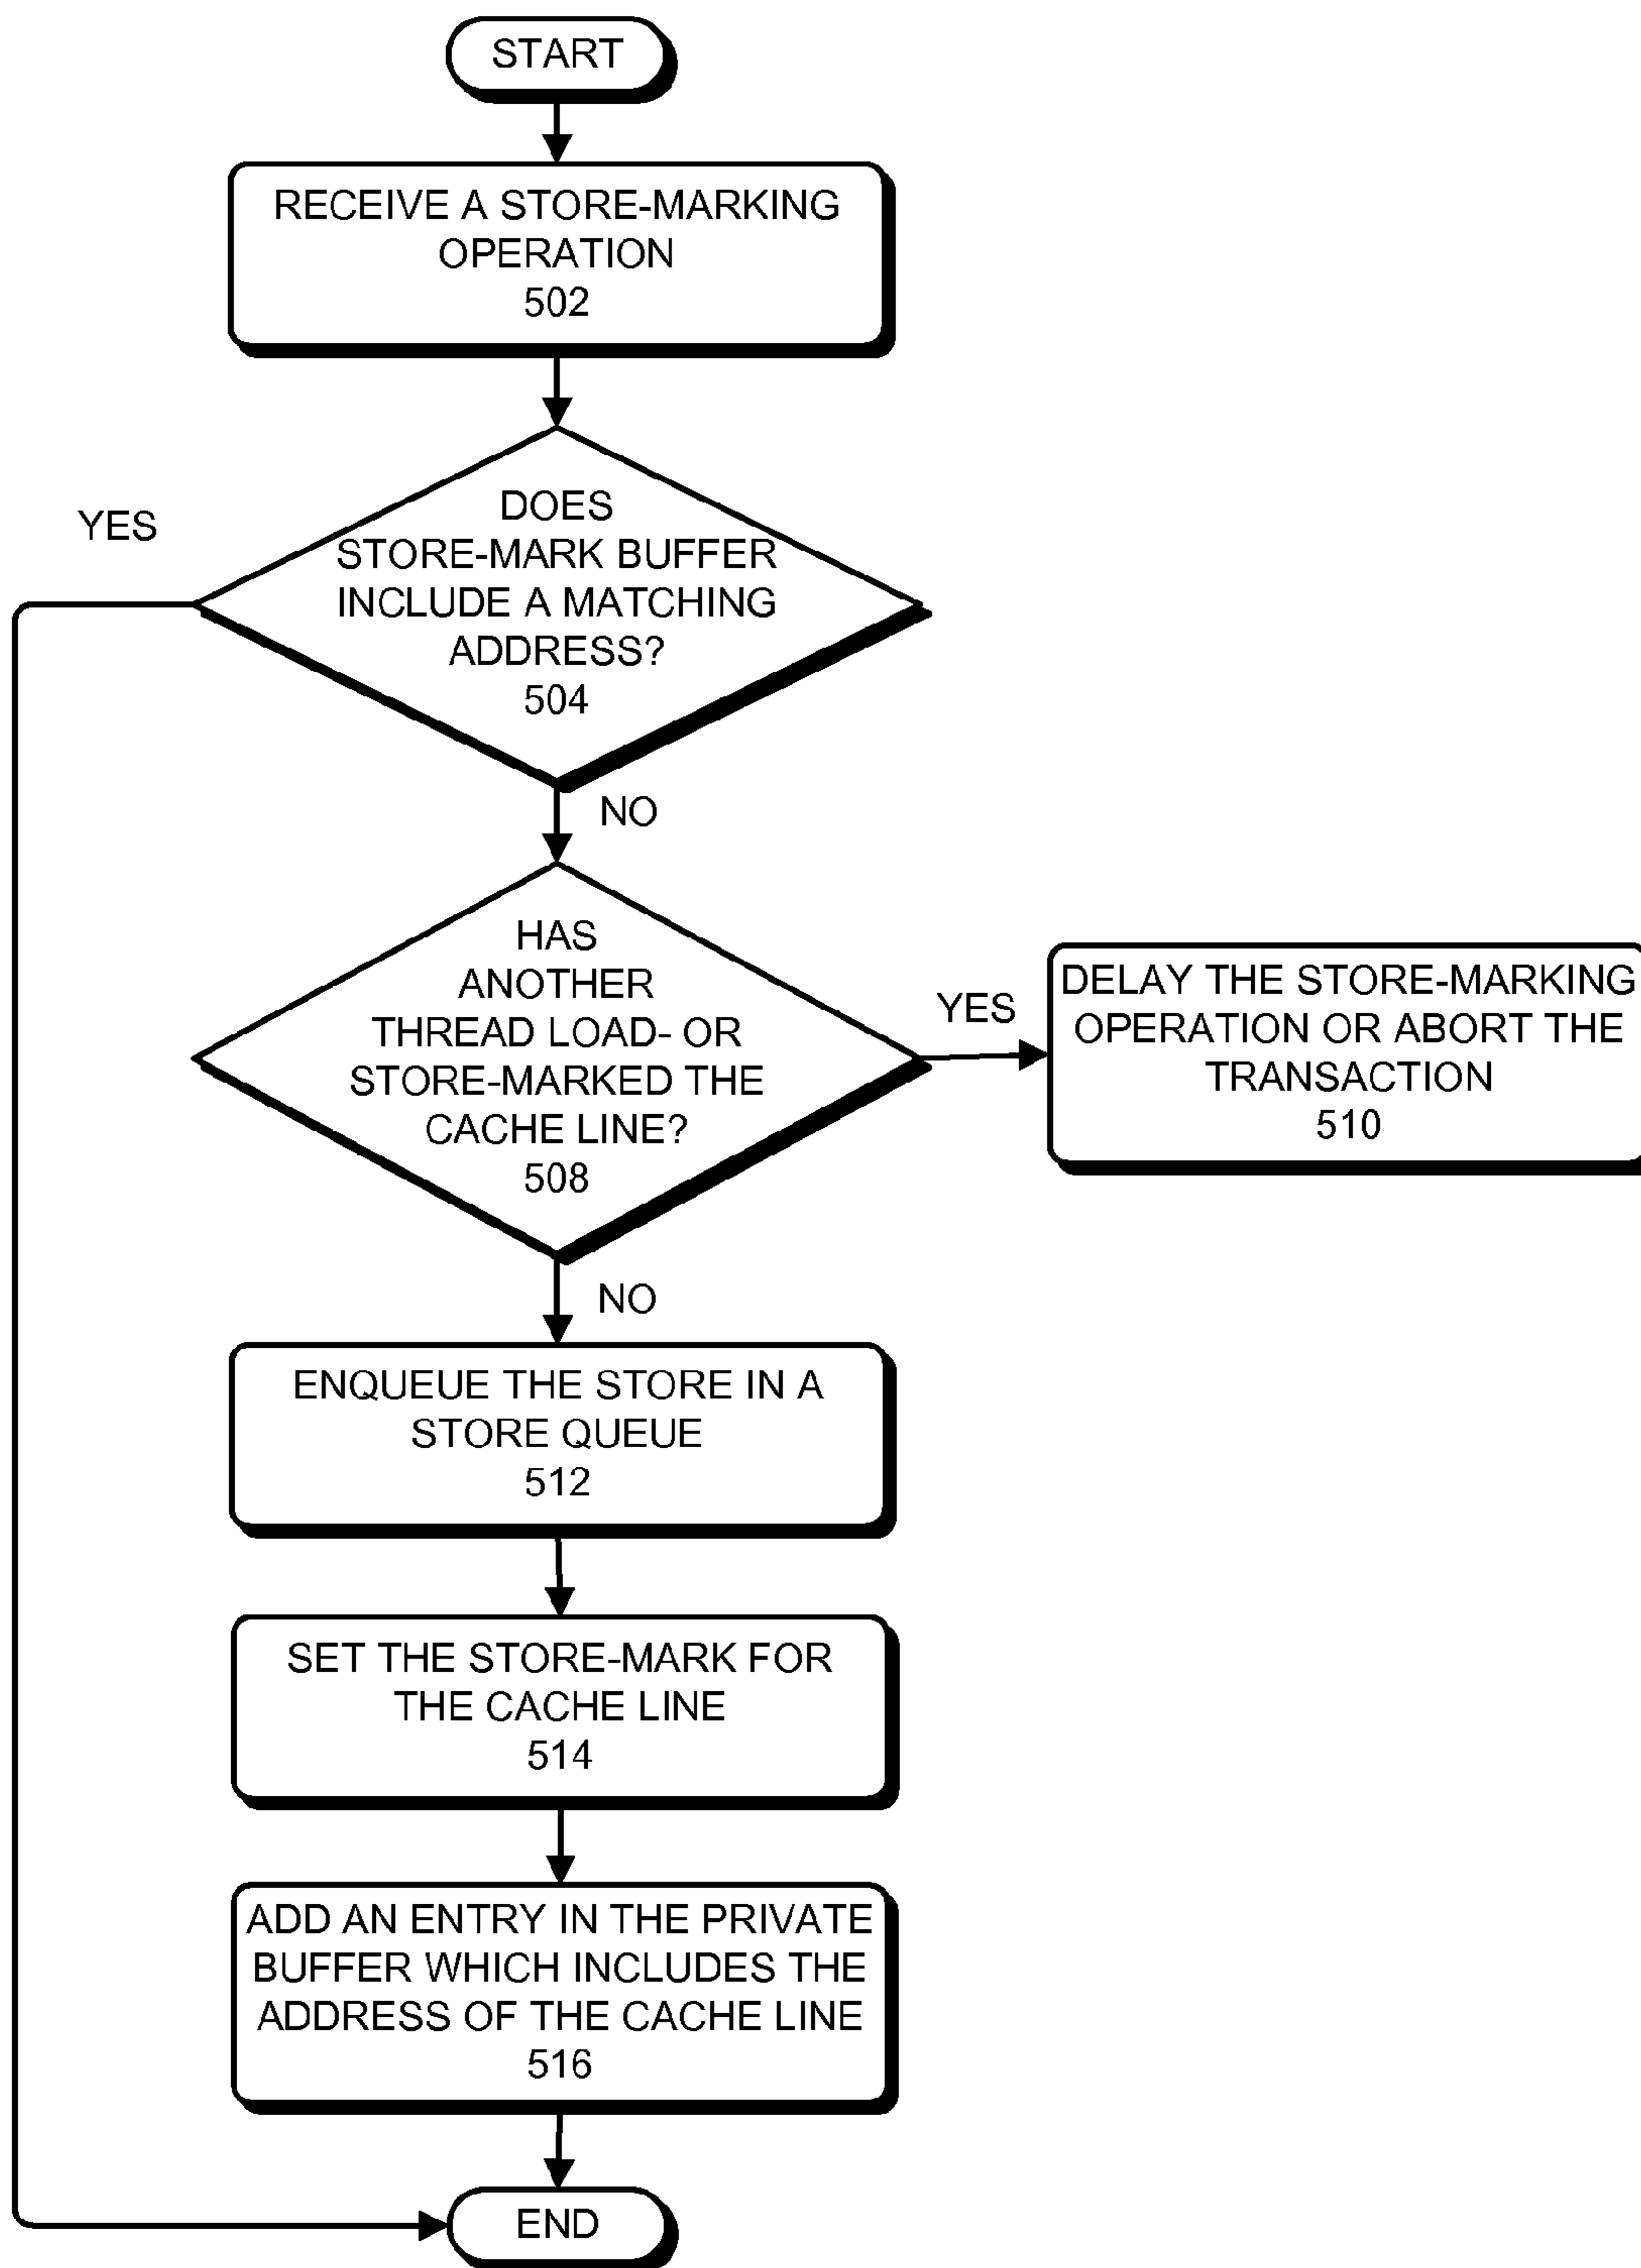 START
RECEIVE A STORE-MARKING
OPERATION
502
DOES
STORE-MARK BUFFER
INCLUDE A MATCHING
ADDRESS?
504
YES
NO
HAS
ANOTHER
THREAD LOAD- OR
STORE-MARKED THE
CACHE LINE?
508
YES
DELAY THE STORE-MARKING
OPERATION OR ABORT THE
TRANSACTION
510
NO
ENQUEUE THE STORE IN A
STORE QUEUE
512
SET THE STORE-MARK FOR
THE CACHE LINE
514
ADD AN ENTRY IN THE PRIVATE
BUFFER WHICH INCLUDES THE
ADDRESS OF THE CACHE LINE
516
END